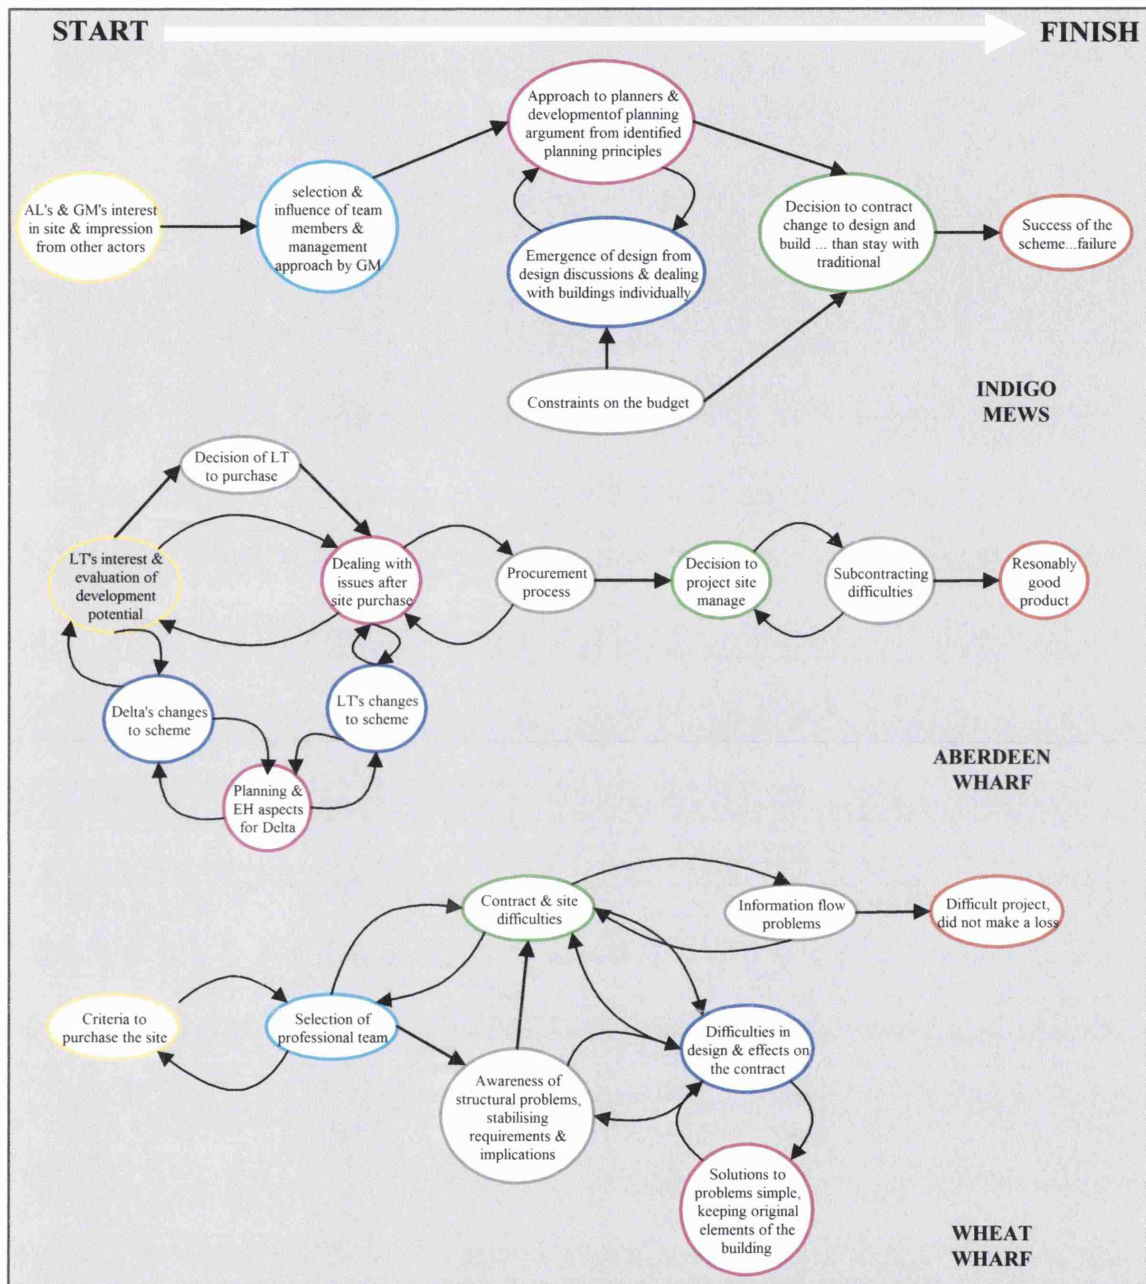 START
FINISH
Approach to planners &
developmentof planning
argument from identified
planning principles
AL's & GM's interest
in site & impression
from other actors
selection &
influence of team
members &
management
approach by GM
Emergence of design from
design discussions & dealing
with buildings individually
Decision to contract
change to design and
build ... than stay with
traditional
Success of the
scheme...failure
Constraints on the budget
INDIGO
MEWS
Decision of LT
to purchase
LT's interest &
evaluation of
development
potential
Dealing with
issues after
site purchase
Procurement
process
Decision to
project site
manage
Subcontracting
difficulties
Resonably
good
product
Delta's changes
to scheme
LT's changes
to scheme
Planning &
EH aspects
for Delta
ABERDEEN
WHARF
Contract & site
difficulties
Information flow
problems
Difficult project,
did not make a loss
Criteria to
purchase the site
Selection of
professional team
Awareness of
structural problems,
stabilising
requirements &
implications
Difficulties in
design & effects on
the contract
Solutions to
problems simple,
keeping original
elements of the
building
WHEAT
WHARF